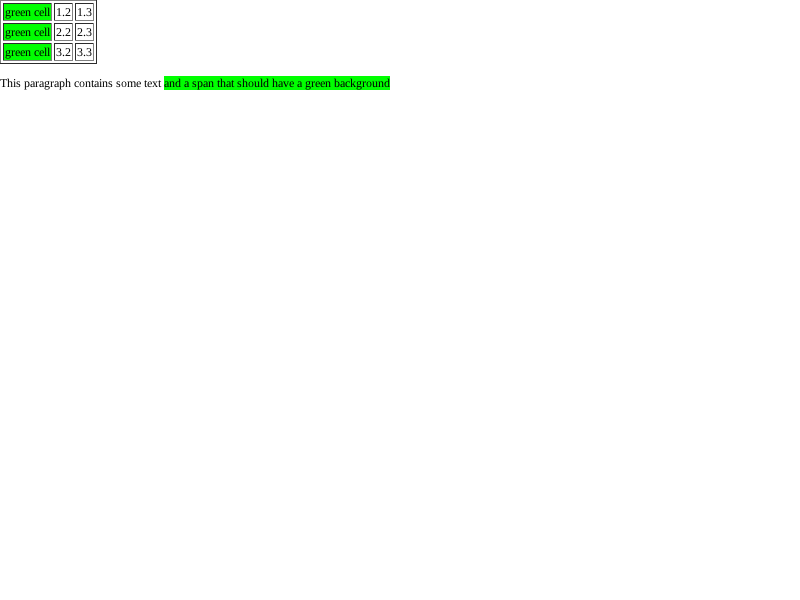 green cell 1.2 1.3
green cell 2.2 2.3
green cell 3.2 3.3
This paragraph contains some text and a span that should have a green background